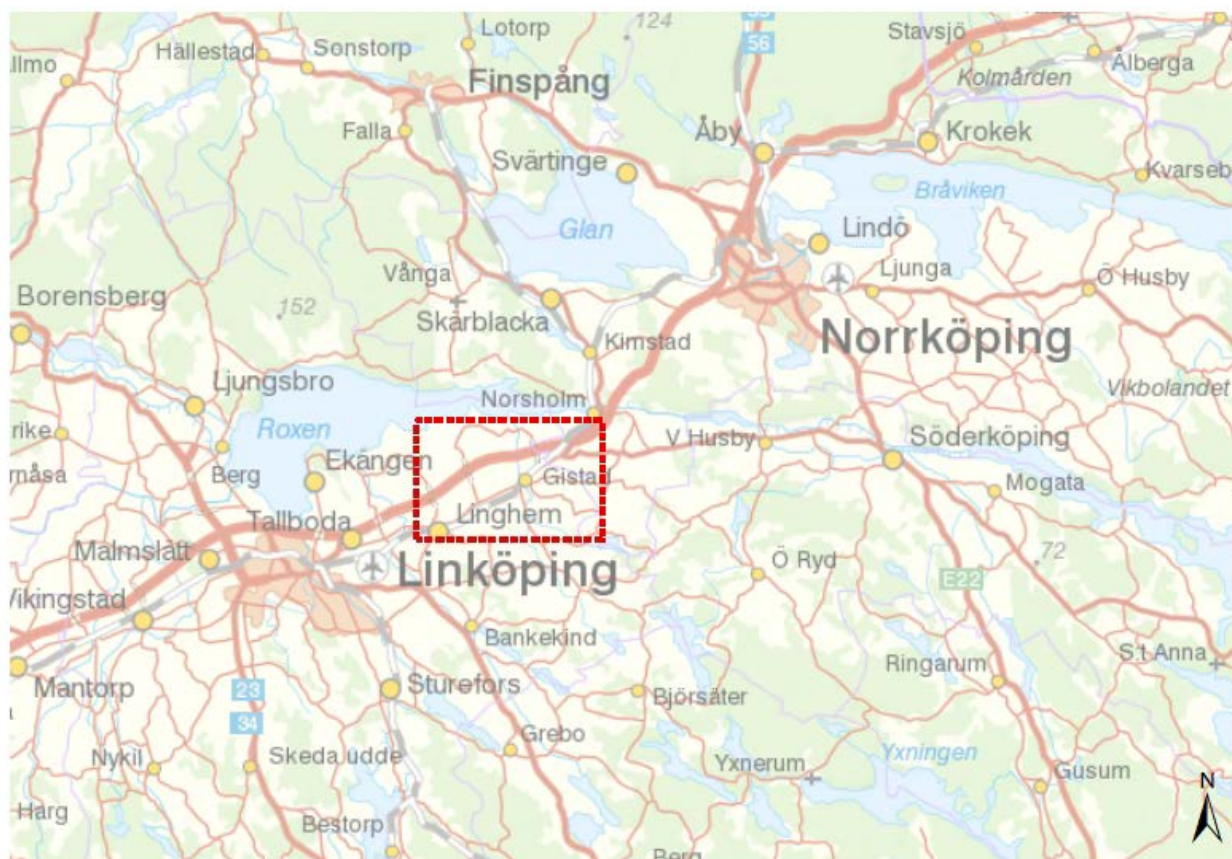 124
55
56
Lotorp
Hällestad
Sonstorp
Stavsjö
Ålberga
Kolmården
Finspång
Falla
Åby
Krokek
Svärtinge
Bråviken
Glan
Lindö
Vånga
Ljunga
Ö Husby
Borensberg
152
Skärblacka
Kimstad
Norrköping
Ljungsbro
Vikbolandet
Norsholm
Roxen
V Husby
Söderköping
Ekängen
Berg
Gistad
Mogata
Linghem
Tallboda
Malmslätt
Linköping
Ö Ryd
72
E22
Vikingstad
Bankekind
Ringarum
S:t Anna
Mantorp
23
34
Sturefors
Björsäter
Grebo
Nykil
Skeda udde
Yxnerum
Yxningen
Gusum
N
Harg
Bestorp
Berg